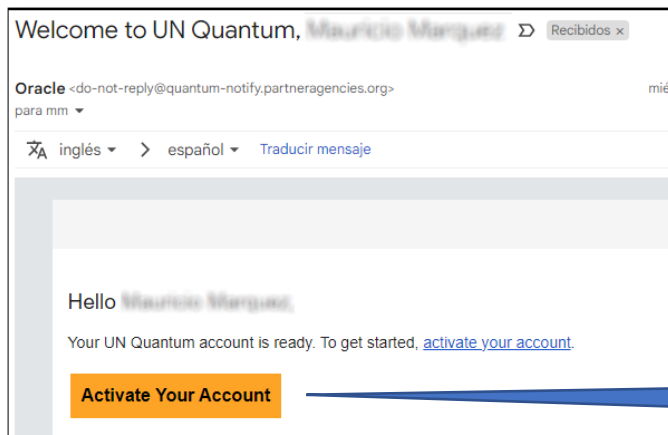 Welcome to UN Quantum, Recibidos ×
Oracle <do-not-reply@quantum-notify.partneragencies.org> mié
para mm
inglés > español Traducir mensaje
Hello
Your UN Quantum account is ready. To get started, activate your account.
Activate Your Account